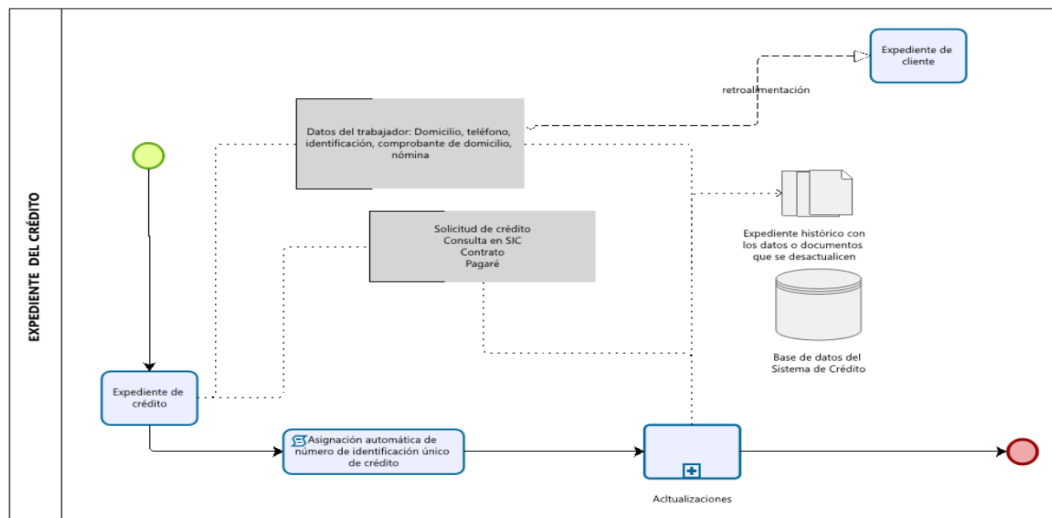 EXPEDIENTE DEL CRÉDITO
Expediente de
cliente
retroalimentación
Datos del trabajador: Domicilio, teléfono,
identificación, comprobante de domilicio,
nómina
Solicitud de crédito
Consulta en SIC
Contrato
Pagaré
Expediente histórico con
los datos o documentos
que se desactualicen
Base de datos del
Sistema de Crédito
Expediente de
crédito
Asignación automática de
número de identificación único
de crédito
Acltualizaciones